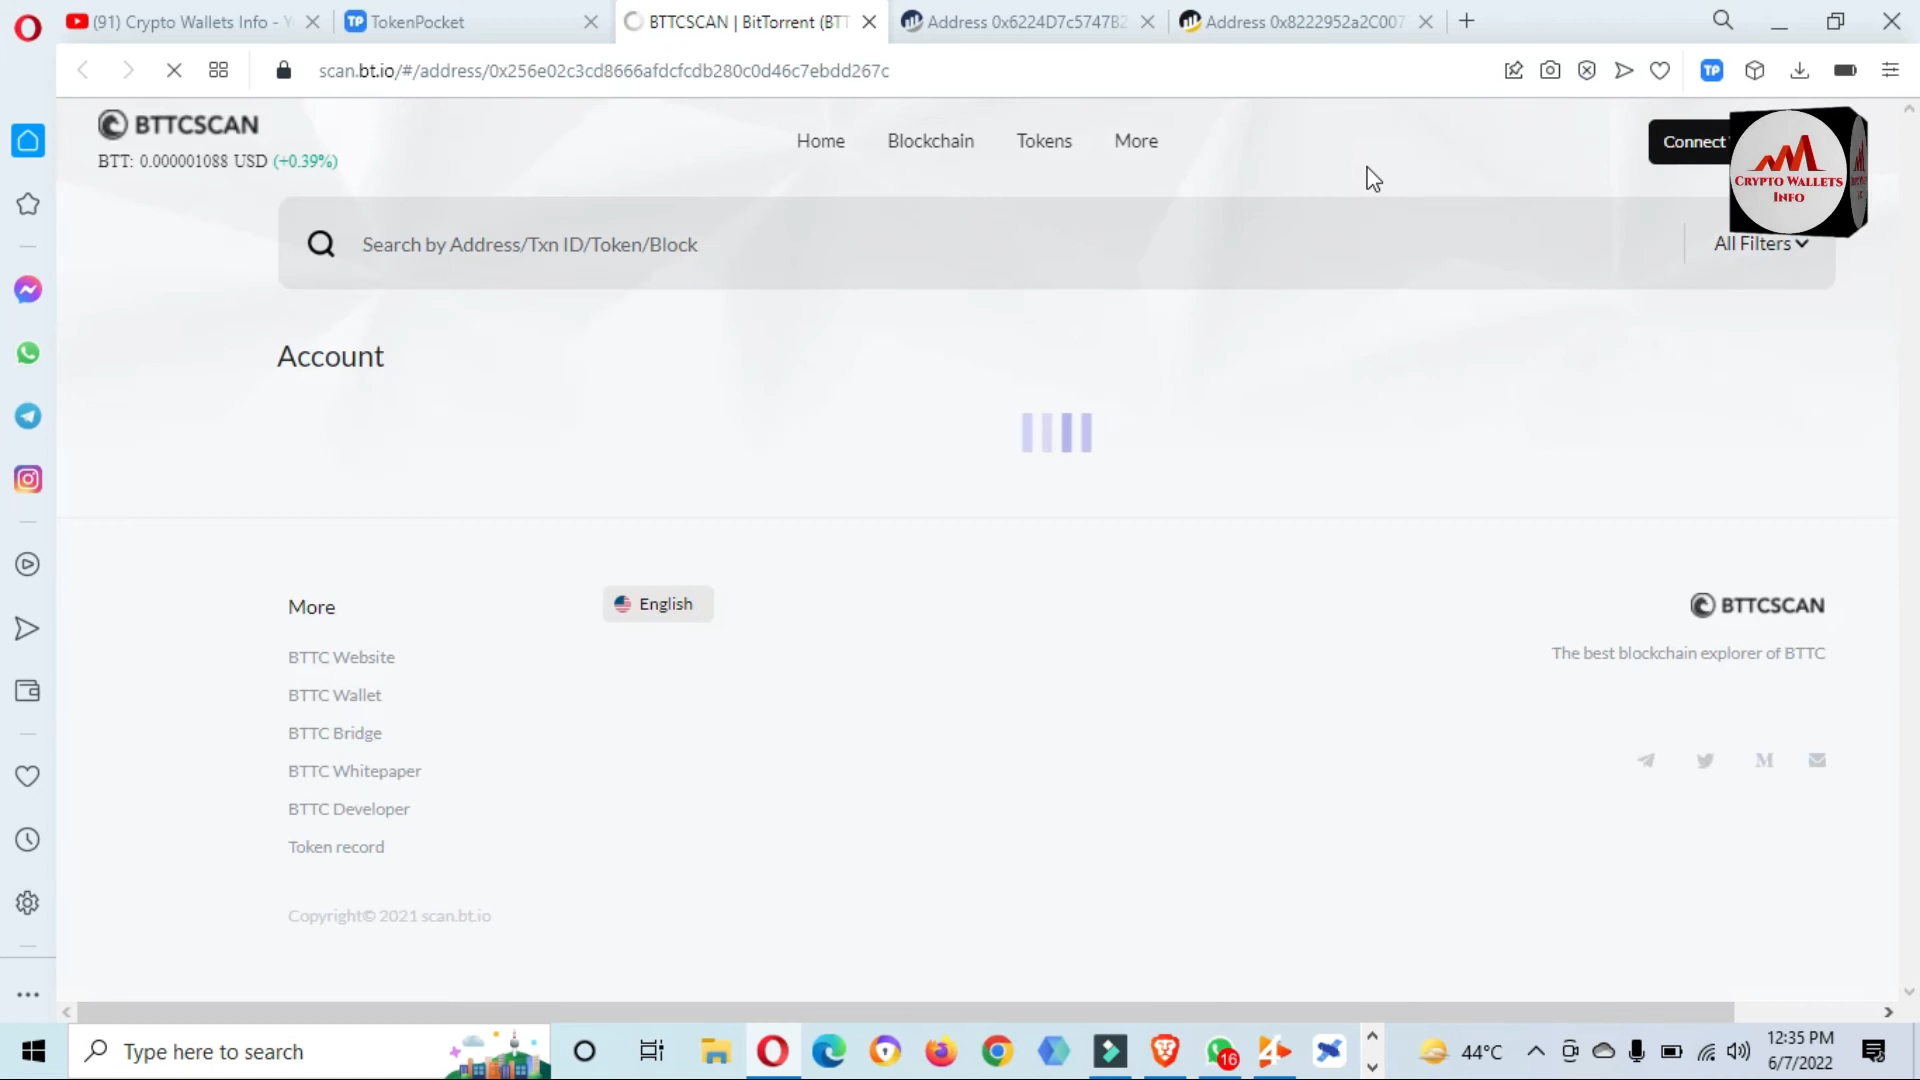 (91) Crypto Wallets Info - Y
TokenPocket
BTTCSCAN | BitTorrent (BTT
Address 0x6224D7c5747B2
Address 0x8222952a2C007
scan.bt.io/#/address/0x256e02c3cd8666afdcfcdb280c0d46c7ebdd267c
TP
BTTCSCAN
BTT: 0.000001088 USD (+0.39%)
Home
Blockchain
Tokens
More
Connect
CRYPTO WALLETS
INFO
Search by Address/Txn ID/Token/Block
All Filters
Account
More
English
BTTCSCAN
BTTC Website
The best blockchain explorer of BTTC
BTTC Wallet
BTTC Bridge
BTTC Whitepaper
BTTC Developer
Token record
Copyright© 2021 scan.bt.io
Type here to search
16
44°C
12:35 PM
6/7/2022